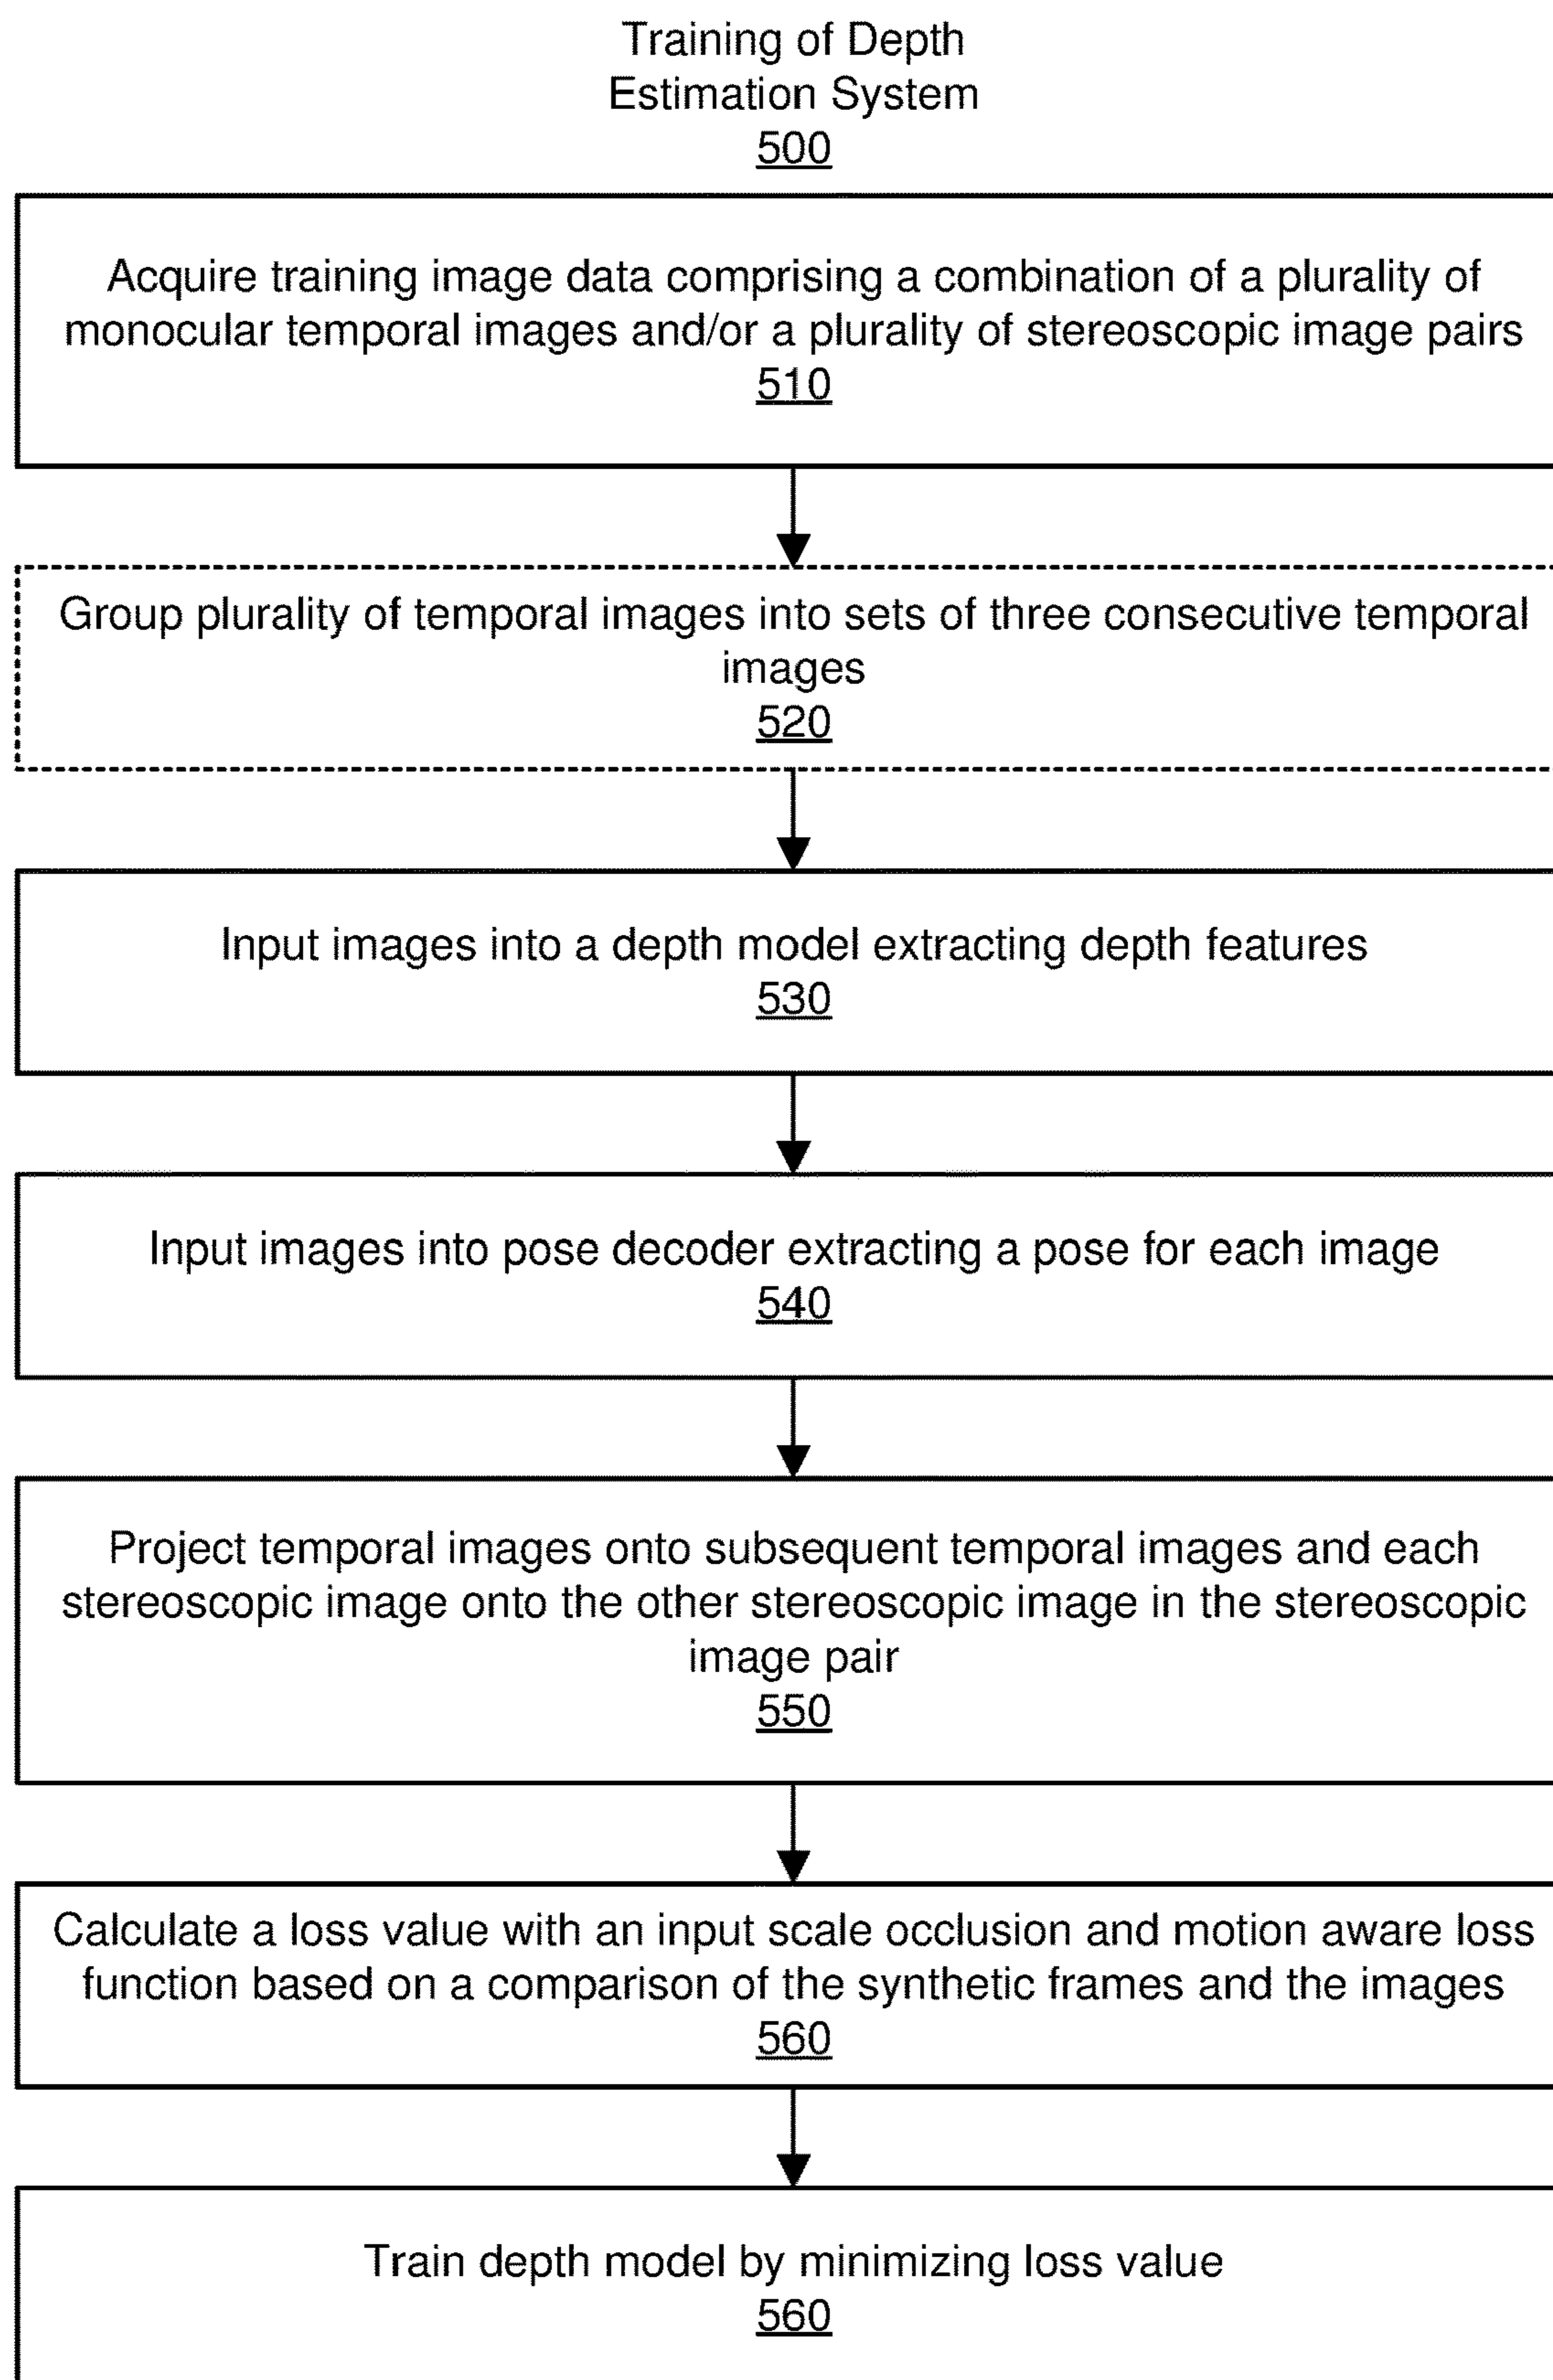 Training of Depth
Estimation System
500
Acquire training image data comprising a combination of a plurality of
monocular temporal images and/or a plurality of stereoscopic image pairs
510
Group plurality of temporal images into sets of three consecutive temporal
images
520
Input images into a depth model extracting depth features
530
Input images into pose decoder extracting a pose for each image
540
Project temporal images onto subsequent temporal images and each
stereoscopic image onto the other stereoscopic image in the stereoscopic
image pair
550
Calculate a loss value with an input scale occlusion and motion aware loss
function based on a comparison of the synthetic frames and the images
560
Train depth model by minimizing loss value
560